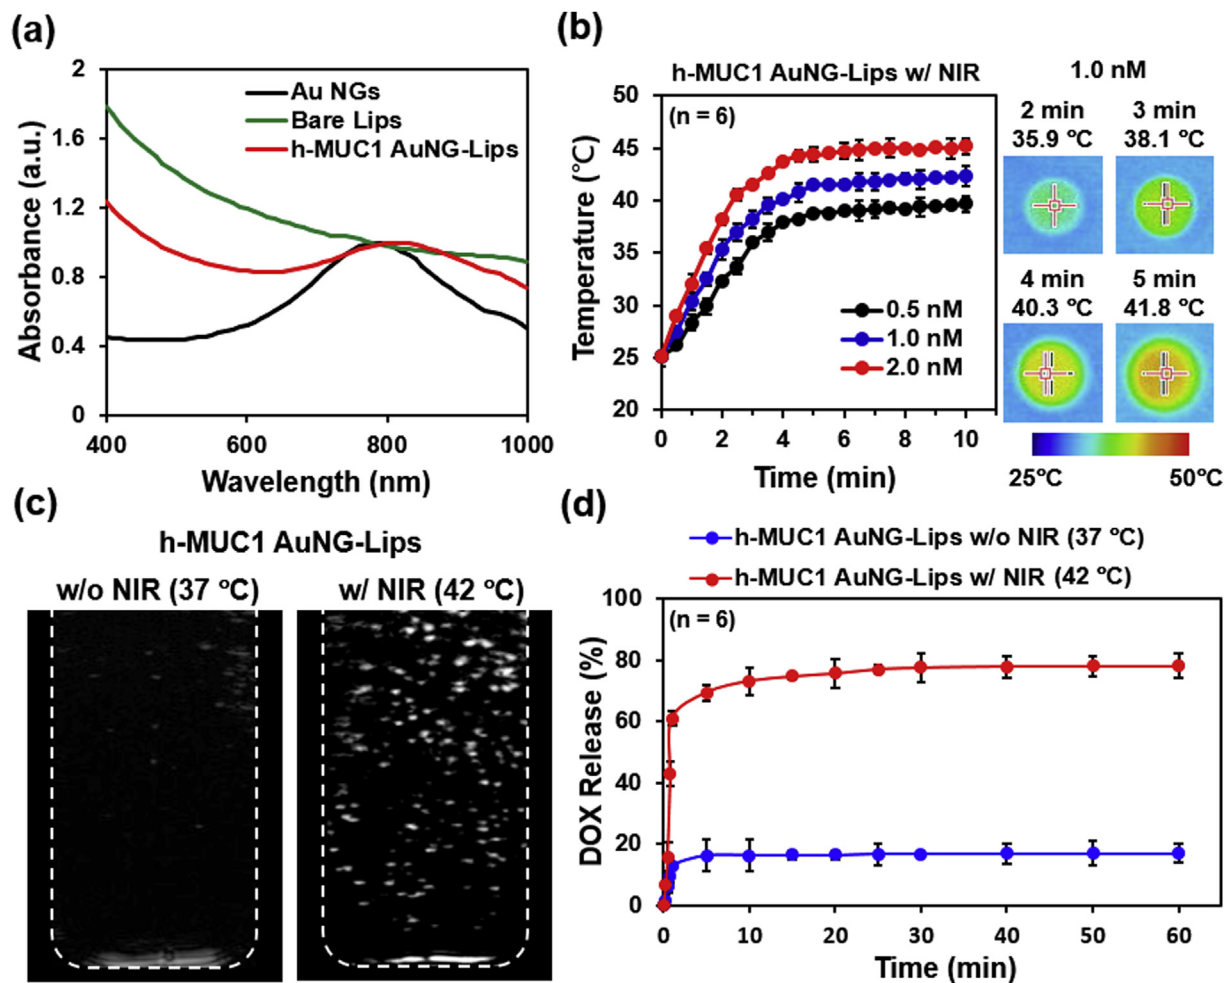 (a)
2
1.6
1.2
0.8
0.4
0
Absorbance (a.u.)
Au NGs
Bare Lips
h-MUC1 AuNG-Lips
400
600
800
1000
Wavelength (nm)
(b)
h-MUC1 AuNG-Lips w/ NIR
(n = 6)
50
45
40
35
30
25
20
Temperature (°C)
0.5 nM
1.0 nM
2.0 nM
0
2
4
6
8
10
Time (min)
1.0 nM
2 min
35.9 °C
3 min
38.1 °C
4 min
40.3 °C
5 min
41.8 °C
25°C
50°C
(c)
h-MUC1 AuNG-Lips
w/o NIR (37 °C)
w/ NIR (42 °C)
(d)
h-MUC1 AuNG-Lips w/o NIR (37 °C)
h-MUC1 AuNG-Lips w/ NIR (42 °C)
(n = 6)
100
80
60
40
20
0
DOX Release (%)
0
10
20
30
40
50
60
Time (min)